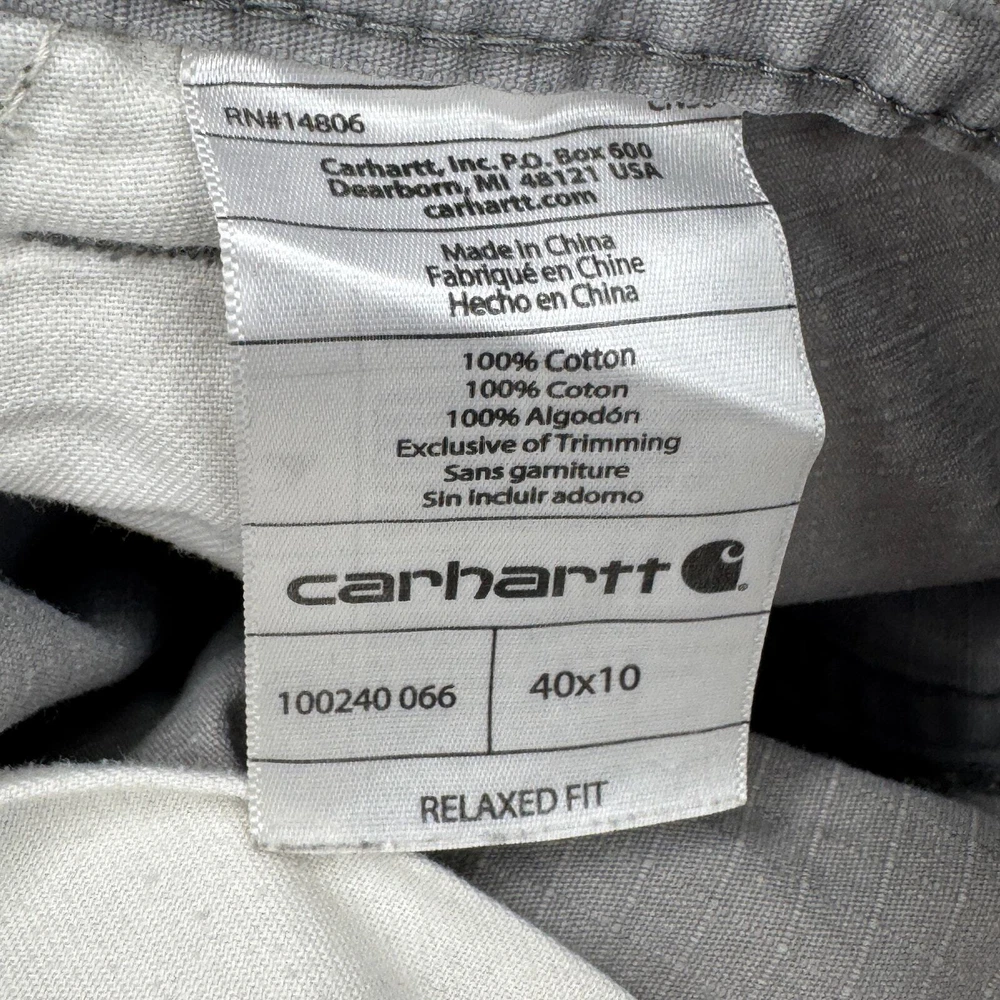 RN#14806
Carhartt, Inc. P.O. Box 600
Dearborn, MI 48121 USA
carhartt.com
Made in China
Fabriqué en Chine
Hecho en China
100% Cotton
100% Coton
100% Algodón
Exclusive of Trimming
Sans garniture
Sin incluir adorno
carhartt
100240 066
40x10
RELAXED FIT